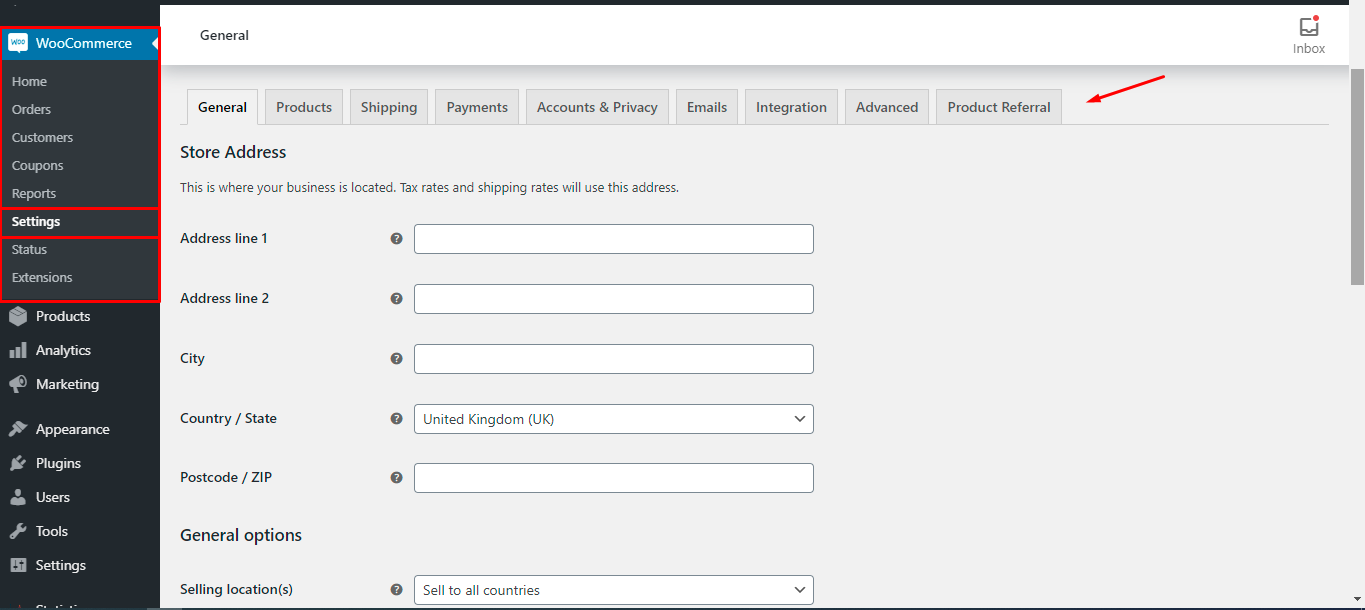 WooCommerce
Home
Orders
Customers
Coupons
Reports
Settings
Status
Extensions
Products
Analytics
Marketing
Appearance
Plugins
Users
Tools
Settings
General
Inbox
General Products Shipping Payments Accounts & Privacy Emails Integration Advanced Product Referral
Store Address
This is where your business is located. Tax rates and shipping rates will use this address.
Address line 1
Address line 2
City
Country / State United Kingdom (UK)
Postcode / ZIP
General options
Selling location(s) Sell to all countries